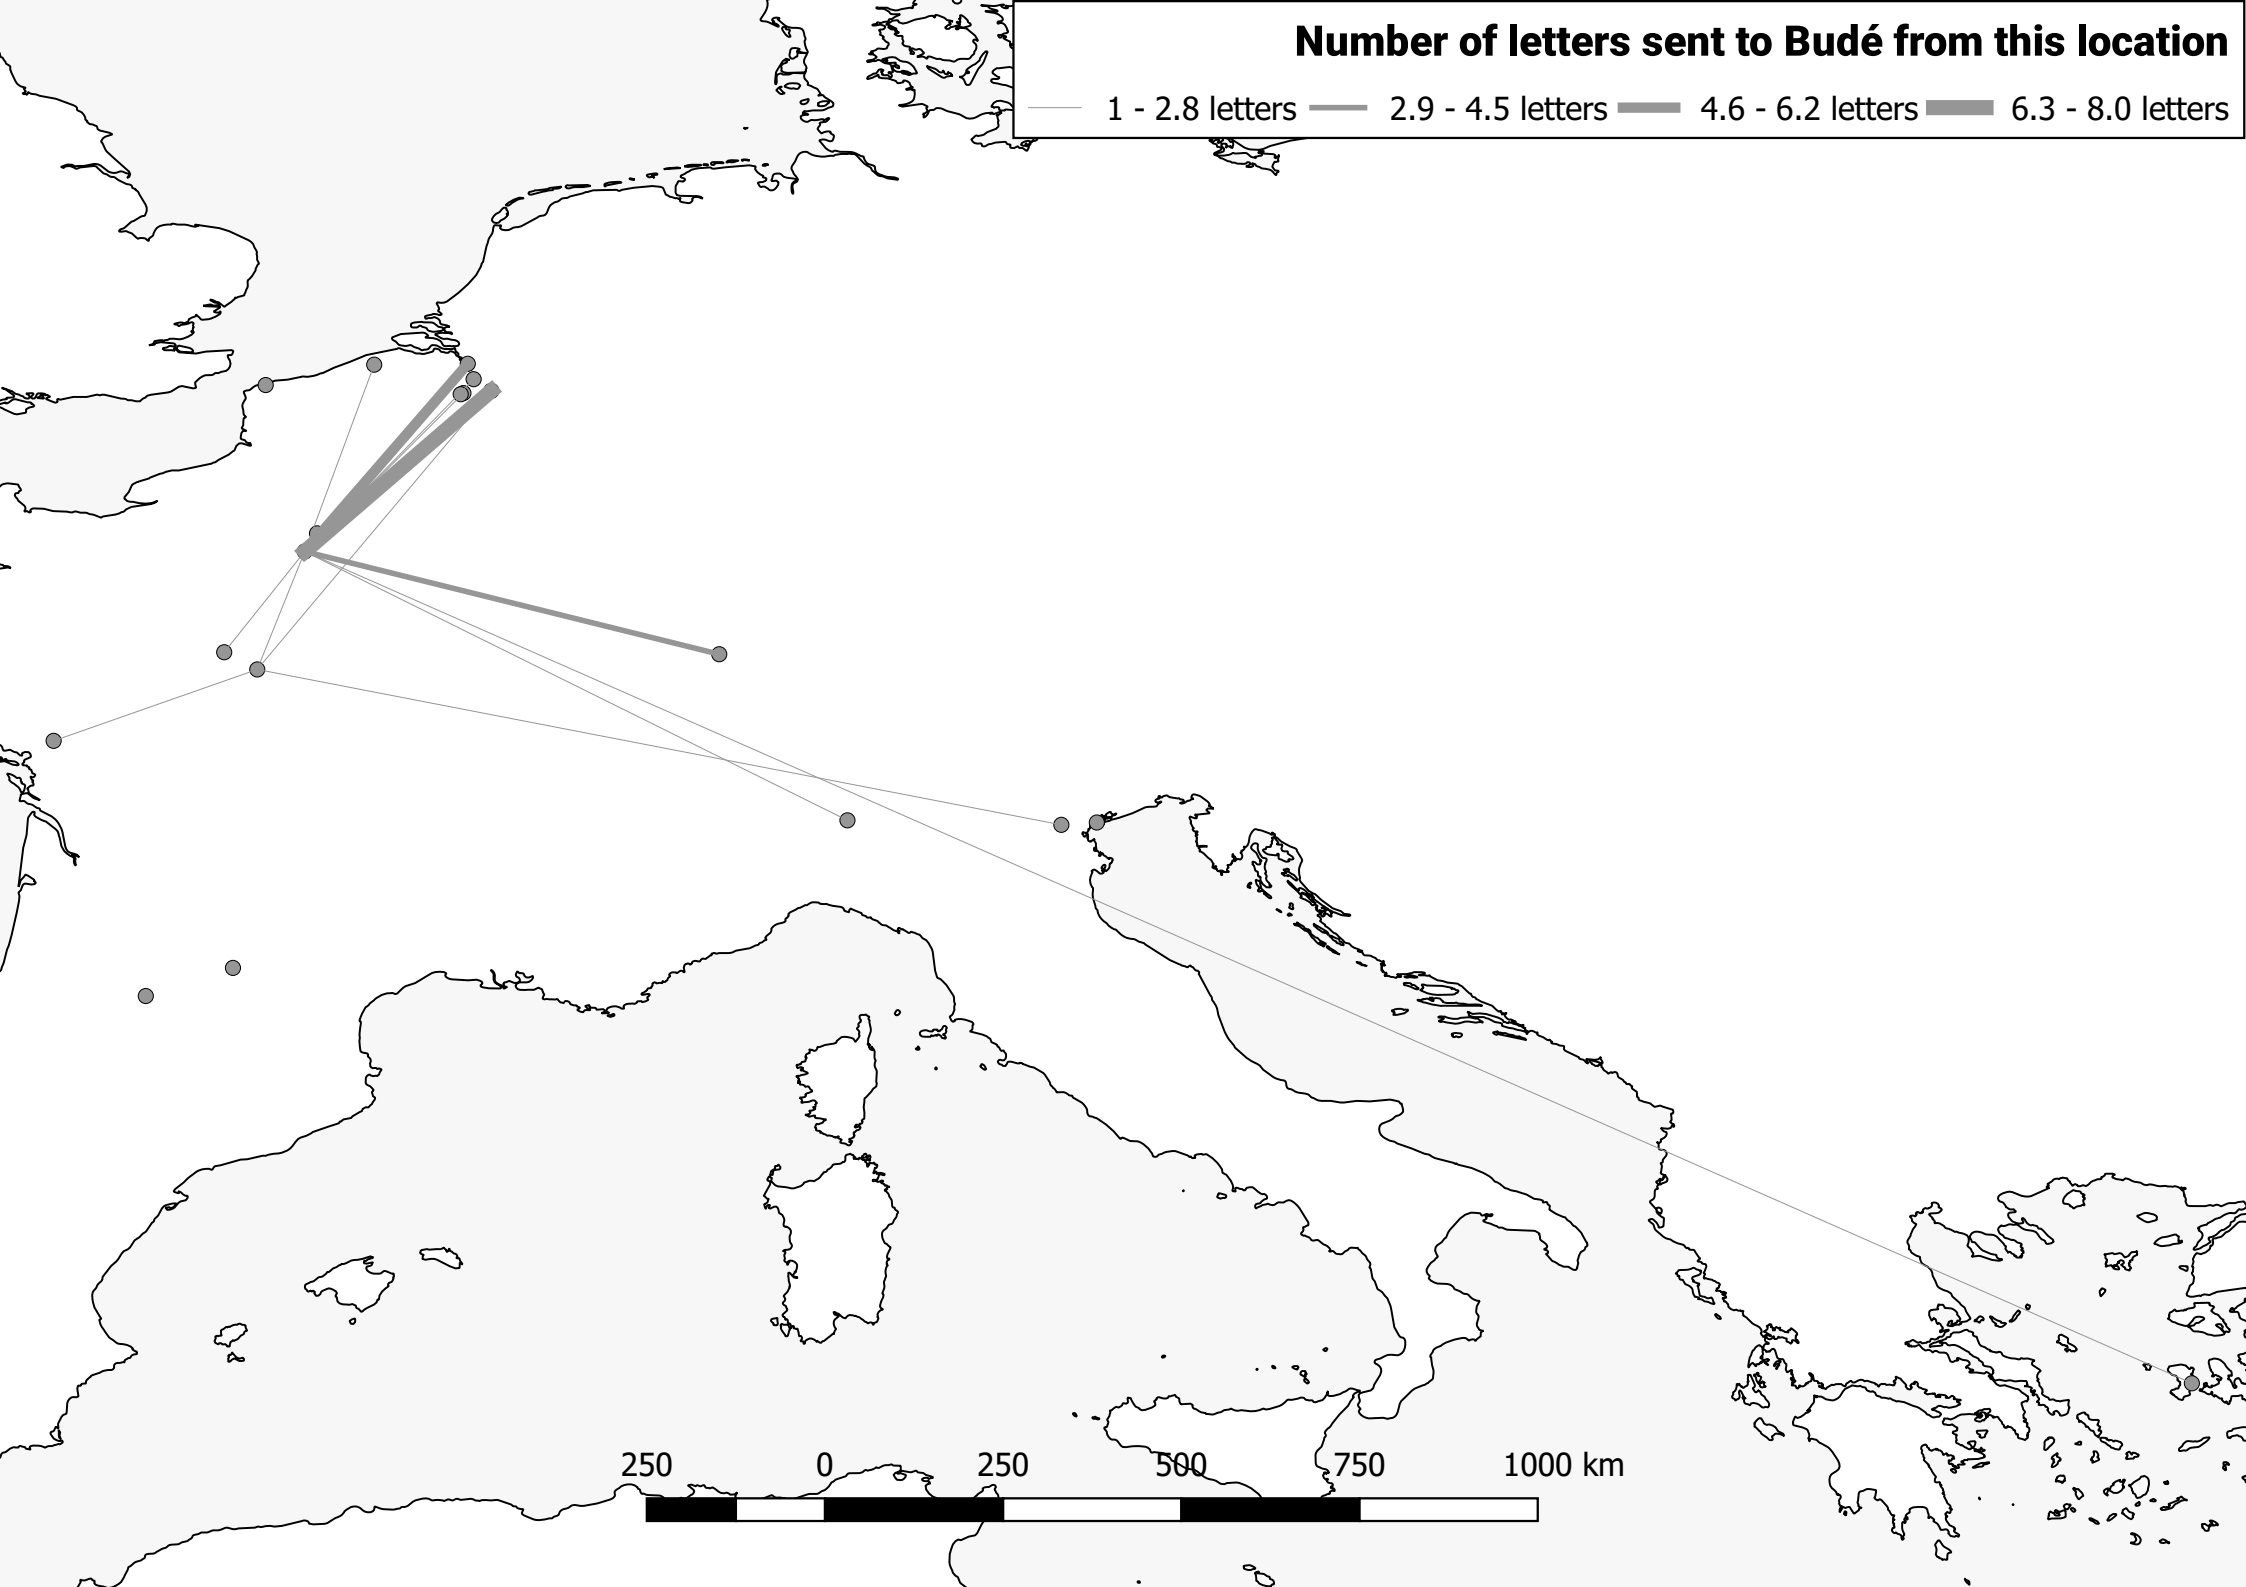 Number of letters sent to Budé from this location
1 - 2.8 letters 2.9 - 4.5 letters 4.6 - 6.2 letters 6.3 - 8.0 letters
250 0 250 500 750 1000 km